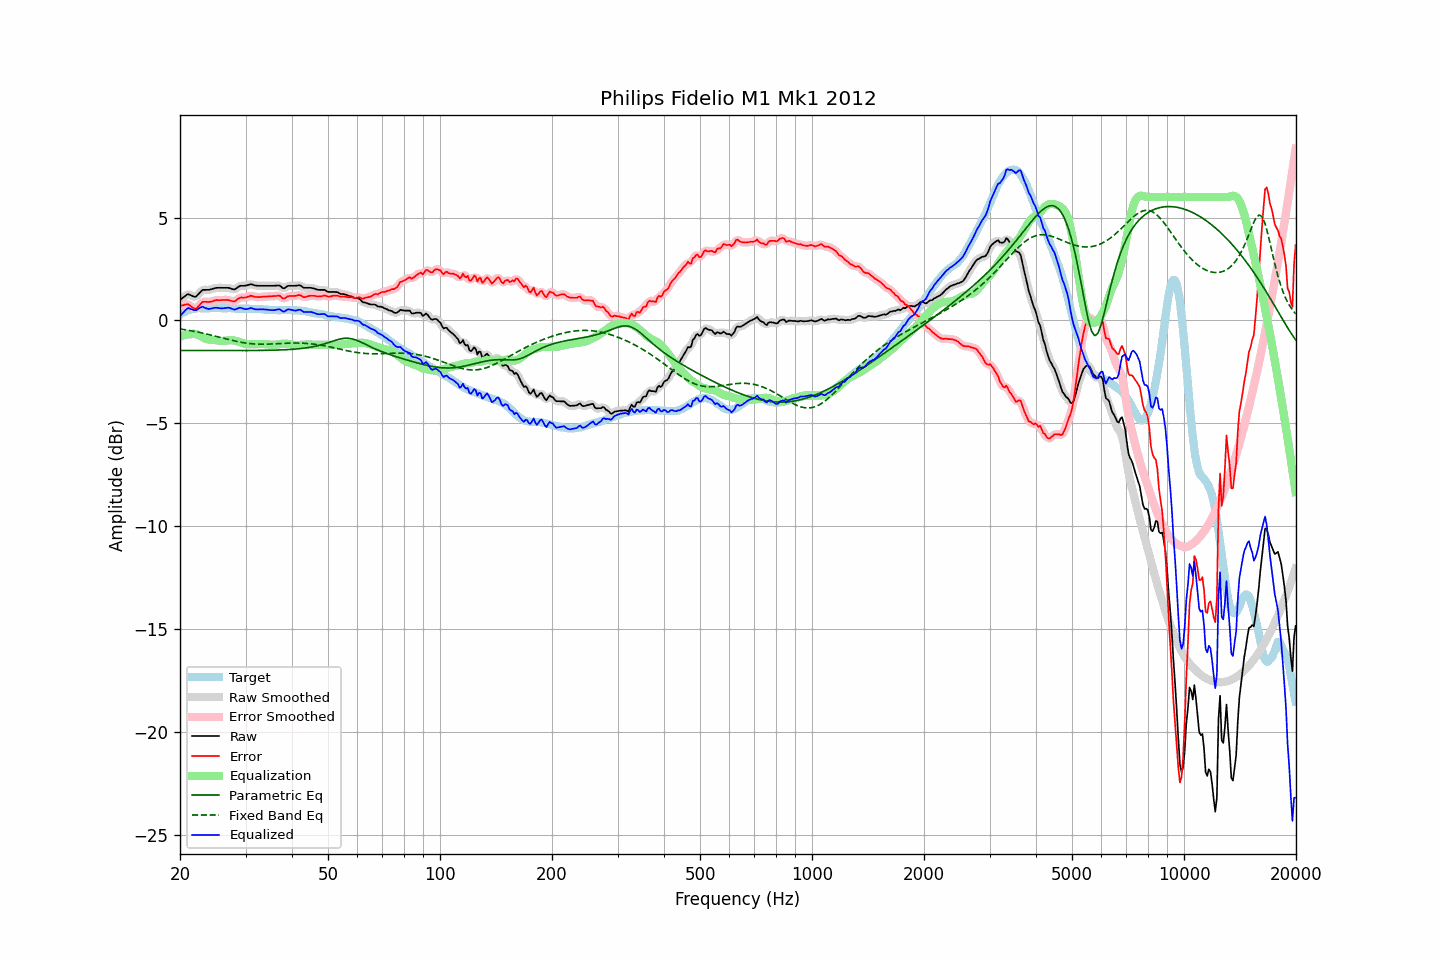 Philips Fidelio M1 Mk1 2012
Amplitude (dBr)
5
0
−5
−10
−15
−20
−25
Target
Raw Smoothed
Error Smoothed
Raw
Error
Equalization
Parametric Eq
Fixed Band Eq
Equalized
20 50 100 200 500 1000 2000 5000 10000 20000
Frequency (Hz)